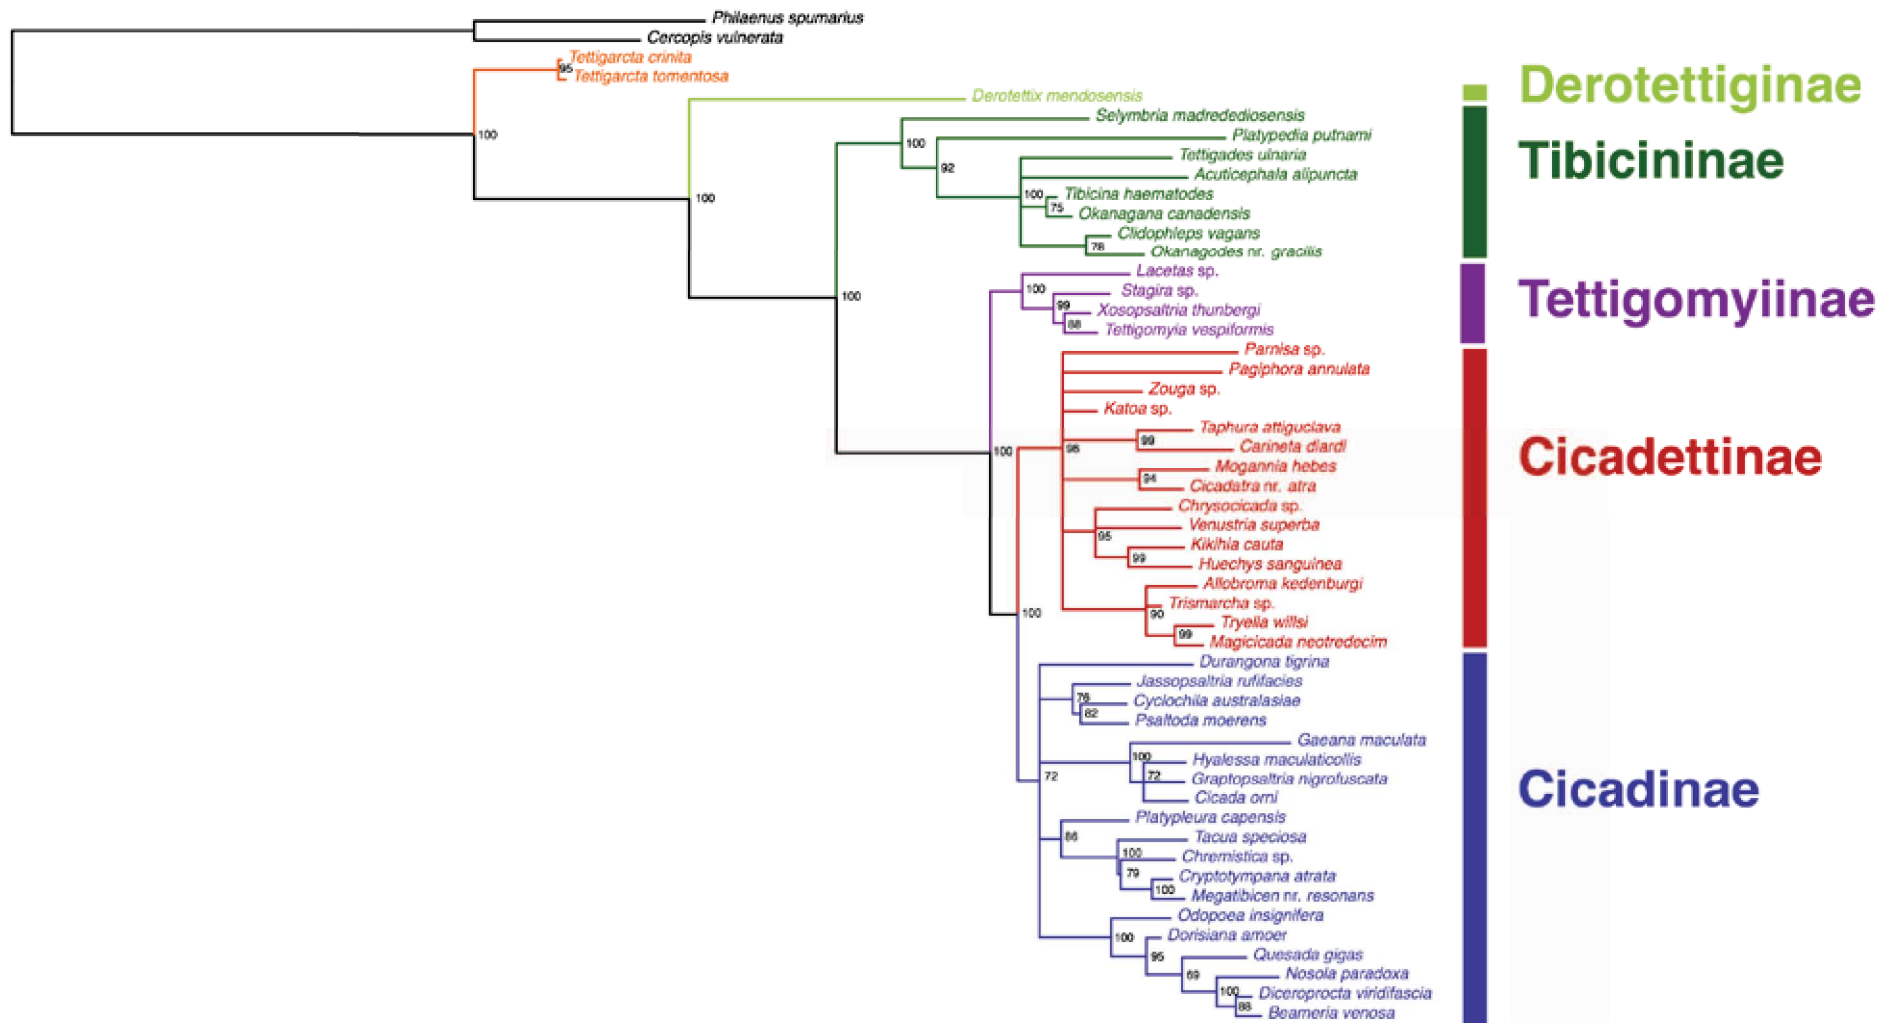 Philaenus spumarius
Cercopis vulnerata
Tettigarcta crinita
95
Tettigarcta tomentosa
Derotettiginae
Derotettix mendosensis
Selymbria madredediosensis
100
Platypedia putnami
100
Tettigades ulnaria
Tibicininae
92
Acuticephala alipuncta
100
Tibicina haematodes
100
75
Okanagana canadensis
Clidophleps vagans
78
Okanagodes nr. gracilis
Lacetas sp.
100
Stagira sp.
100
Tettigomyiinae
99
Xosopsaltria thunbergi
88
Tettigomyia vespiformis
Parnisa sp.
Pagiphora annulata
Zouga sp.
Katoa sp.
Taphura attiguclava
99
98
Carineta diardi
100
Cicadettinae
Mogannia hebes
94
Cicadatra nr. atra
Chrysocicada sp.
Venustria superba
95
Kikihia cauta
99
Huechys sanguinea
Allobroma kedenburgi
Trismarcha sp.
100
90
Tryella willsi
99
Magicicada neotredecim
Durangona tigrina
Jassopsaltria rufifacies
76
Cyclochila australasiae
82
Psaltoda moerens
Gaeana maculata
100
Hyalessa maculaticollis
72
72
Graptopsaltria nigrofuscata
Cicadinae
Cicada orni
Platypleura capensis
86
Tacua speciosa
100
Chremistica sp.
79
Cryptotympana atrata
100
Megatibicen nr. resonans
Odopoea insignifera
100
Dorisiana amoer
95
Quesada gigas
69
Nosola paradoxa
100
Diceroprocta viridifascia
88
Beameria venosa